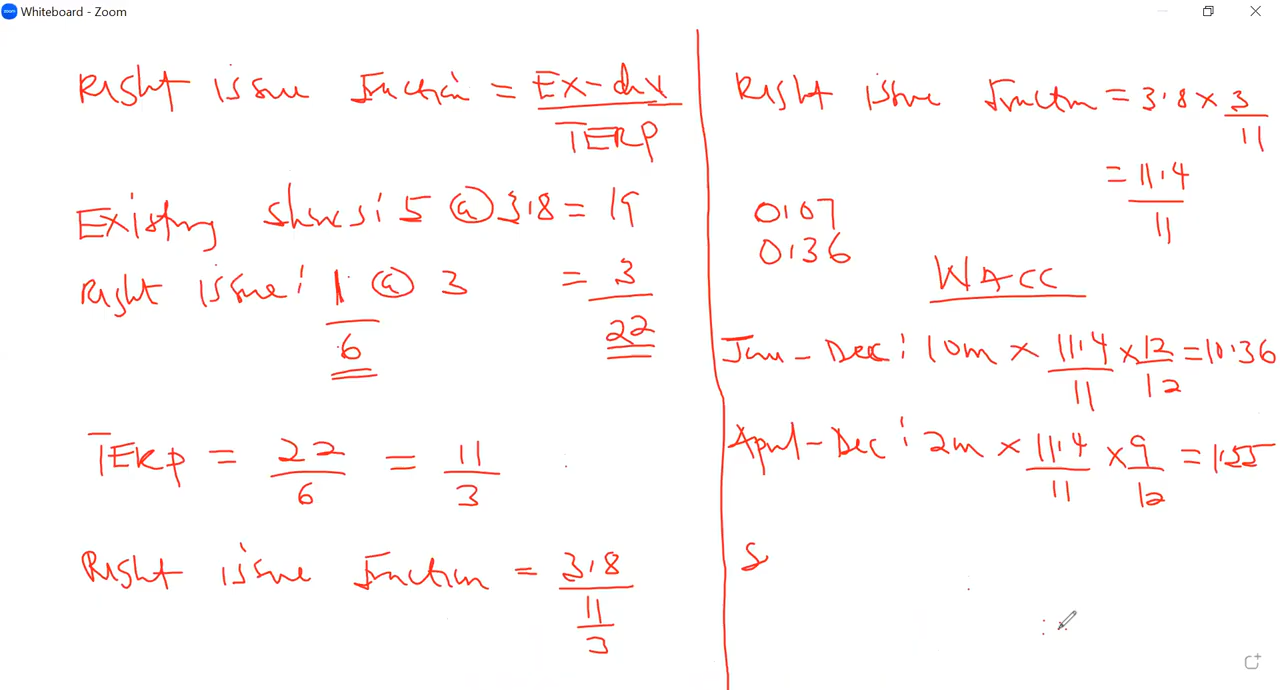 zoom Whiteboard - Zoom
Right issue fraction = Ex-div / TERP
Existing shares: 5 @ 3.8 = 19
Right issue: 1 @ 3 = 3
6 22
TERP = 22/6 = 11/3
Right issue fraction = 3.8 / 11/3
Right issue fraction = 3.8 × 3/11
= 11.4/11
0.07
0.36
WACC
Jan - Dec: 10m × 11.4/11 × 12/12 = 10.36
April - Dec: 2m × 11.4/11 × 9/12 = 1.55
S